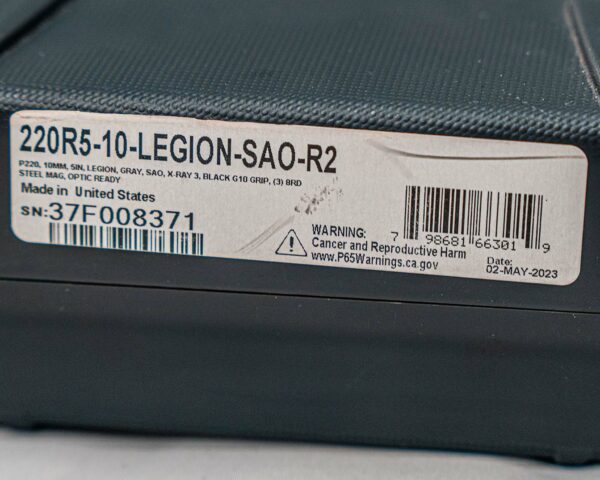 220R5-10-LEGION-SAO-R2
P220, 10MM, 5IN, LEGION, GRAY, SAO, X-RAY 3, BLACK G10 GRIP, (3) 8RD
STEEL MAG, OPTIC READY
Made in United States
SN:37F008371
WARNING:
Cancer and Reproductive Harm
www.P65Warnings.ca.gov
7 98681 66301 9
Date:
02-MAY-2023